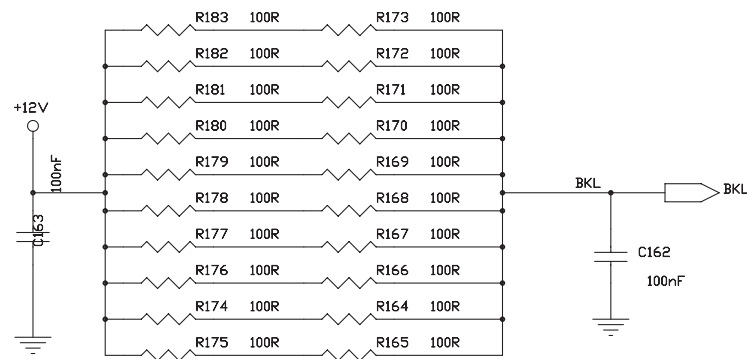 R183 100R R173 100R
R182 100R R172 100R
R181 100R R171 100R
+12V
R180 100R R170 100R
100nF
R179 100R R169 100R
BKL BKL
R178 100R R168 100R
C163
R177 100R R167 100R
C162
R176 100R R166 100R
100nF
R174 100R R164 100R
R175 100R R165 100R